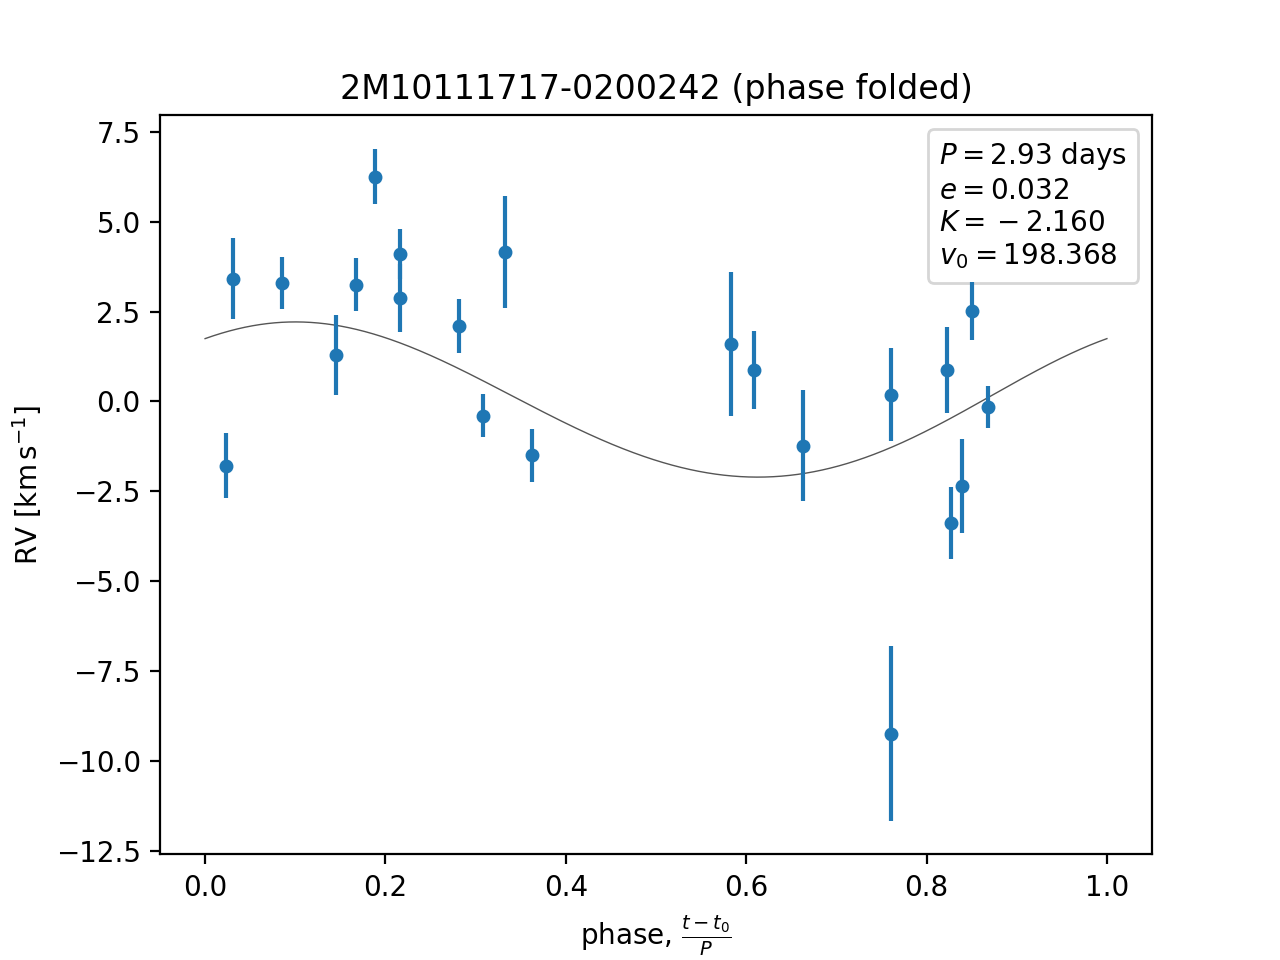 2M10111717-0200242 (phase folded)
P = 2.93 days
e = 0.032
K = −2.160
v₀ = 198.368
RV [km s⁻¹]
7.5
5.0
2.5
0.0
−2.5
−5.0
−7.5
−10.0
−12.5
0.0 0.2 0.4 0.6 0.8 1.0
phase, (t − t₀)/P